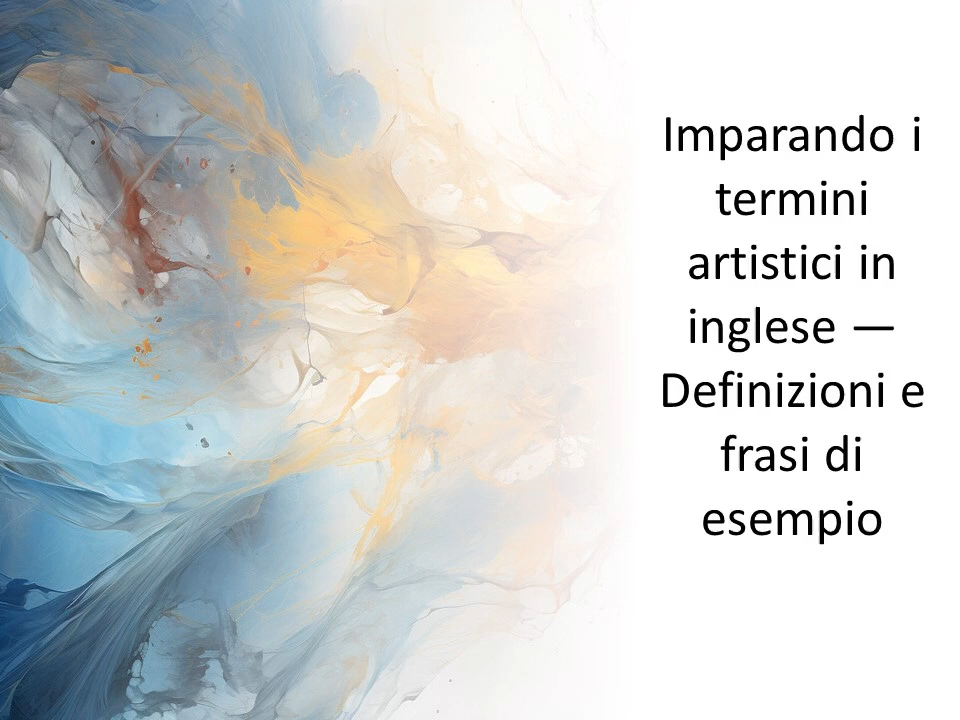 Imparando i
termini
artistici in
inglese —
Definizioni e
frasi di
esempio